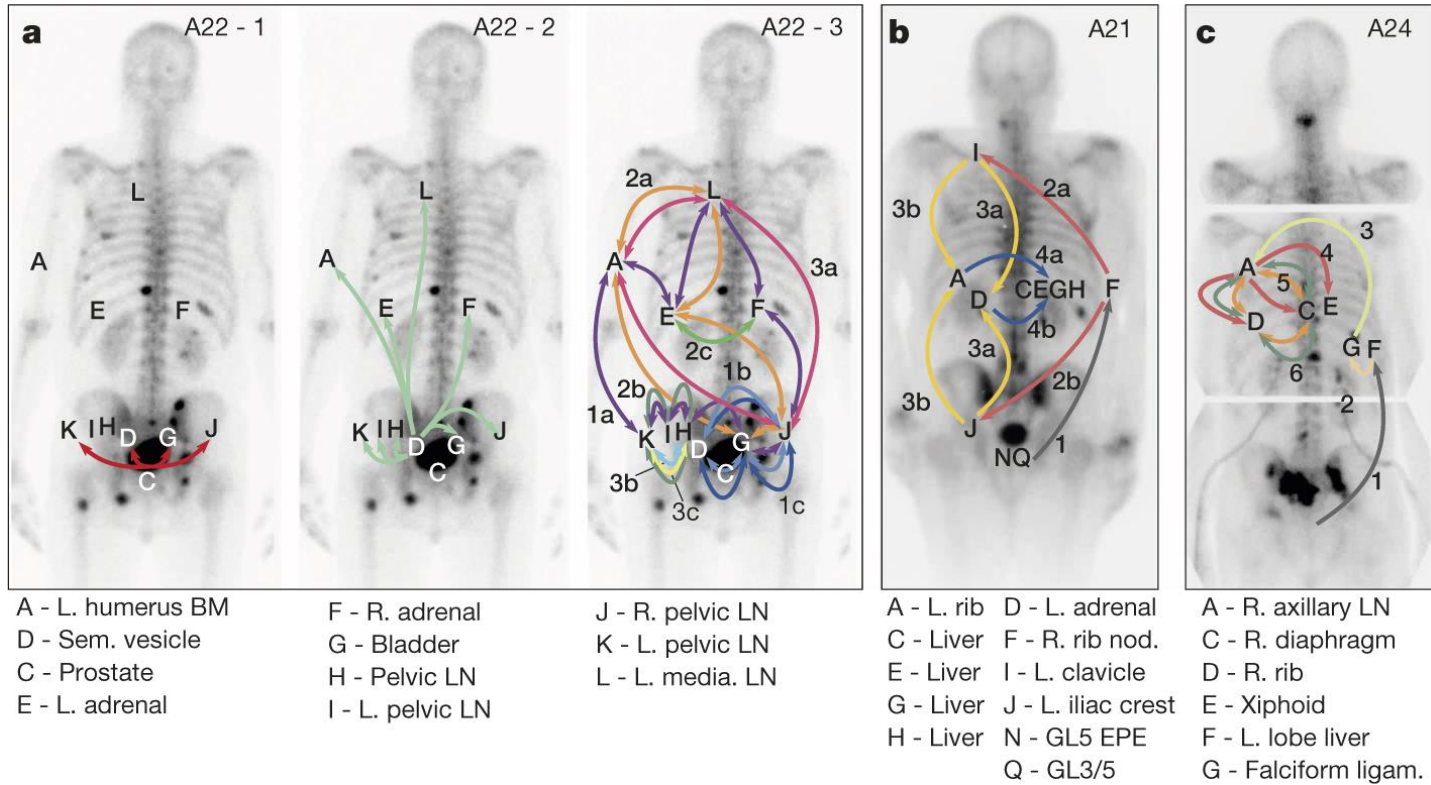 a A22 - 1 A22 - 2 A22 - 3
L
A
E F
K I H D G J
C
L
A
E F
K I H D G J
C
2a L
A 3a
E F
2c
1b
2b
1a
K I H D G J
C
3b
3c 1c
b A21
I
2a
3b 3a
4a
A
D CEGH F
4b
3a
2b
3b
J
NQ 1
c A24
3
A 4
5 E
D C
G F
6
2
1
A - L. humerus BM
D - Sem. vesicle
C - Prostate
E - L. adrenal
F - R. adrenal
G - Bladder
H - Pelvic LN
I - L. pelvic LN
J - R. pelvic LN
K - L. pelvic LN
L - L. media. LN
A - L. rib D - L. adrenal
C - Liver F - R. rib nod.
E - Liver I - L. clavicle
G - Liver J - L. iliac crest
H - Liver N - GL5 EPE
Q - GL3/5
A - R. axillary LN
C - R. diaphragm
D - R. rib
E - Xiphoid
F - L. lobe liver
G - Falciform ligam.